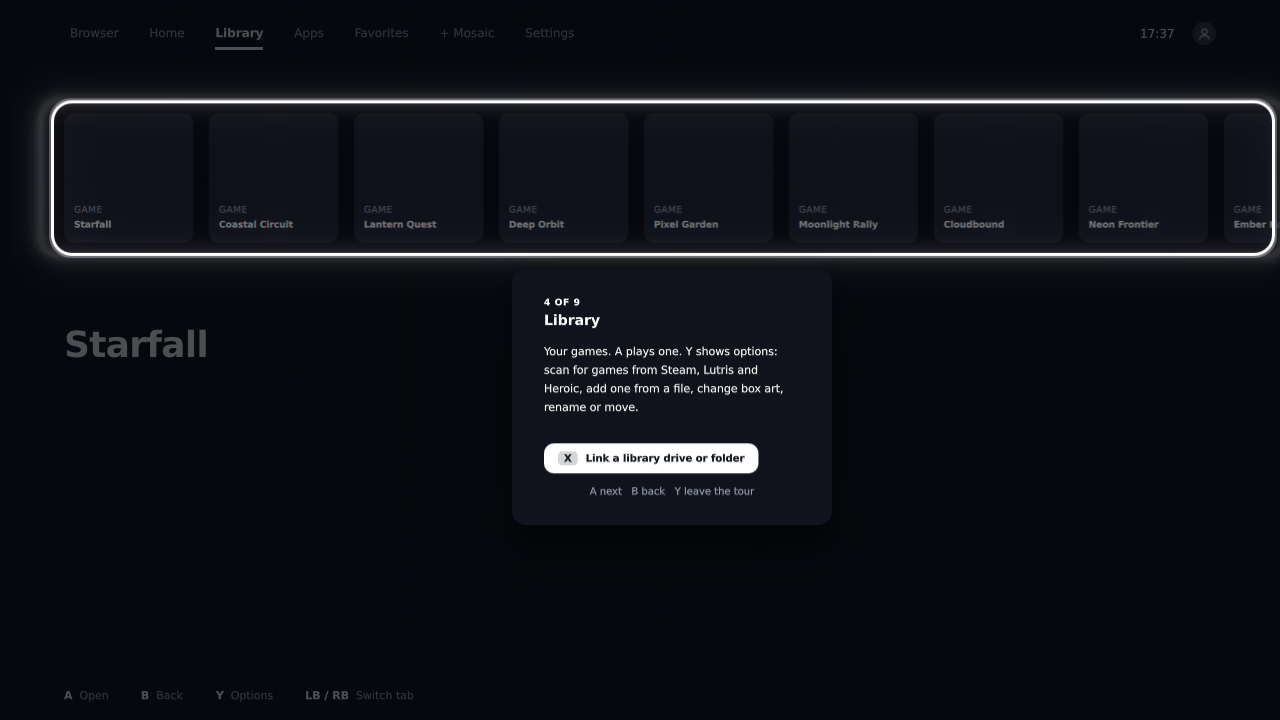 Browser Home Library Apps Favorites + Mosaic Settings 17:37
GAME GAME GAME GAME GAME GAME GAME GAME GAME
Starfall Coastal Circuit Lantern Quest Deep Orbit Pixel Garden Moonlight Rally Cloudbound Neon Frontier Ember
4 OF 9
Library
Starfall
Your games. A plays one. Y shows options:
scan for games from Steam, Lutris and
Heroic, add one from a file, change box art,
rename or move.
X Link a library drive or folder
A next B back Y leave the tour
A Open B Back Y Options LB / RB Switch tab